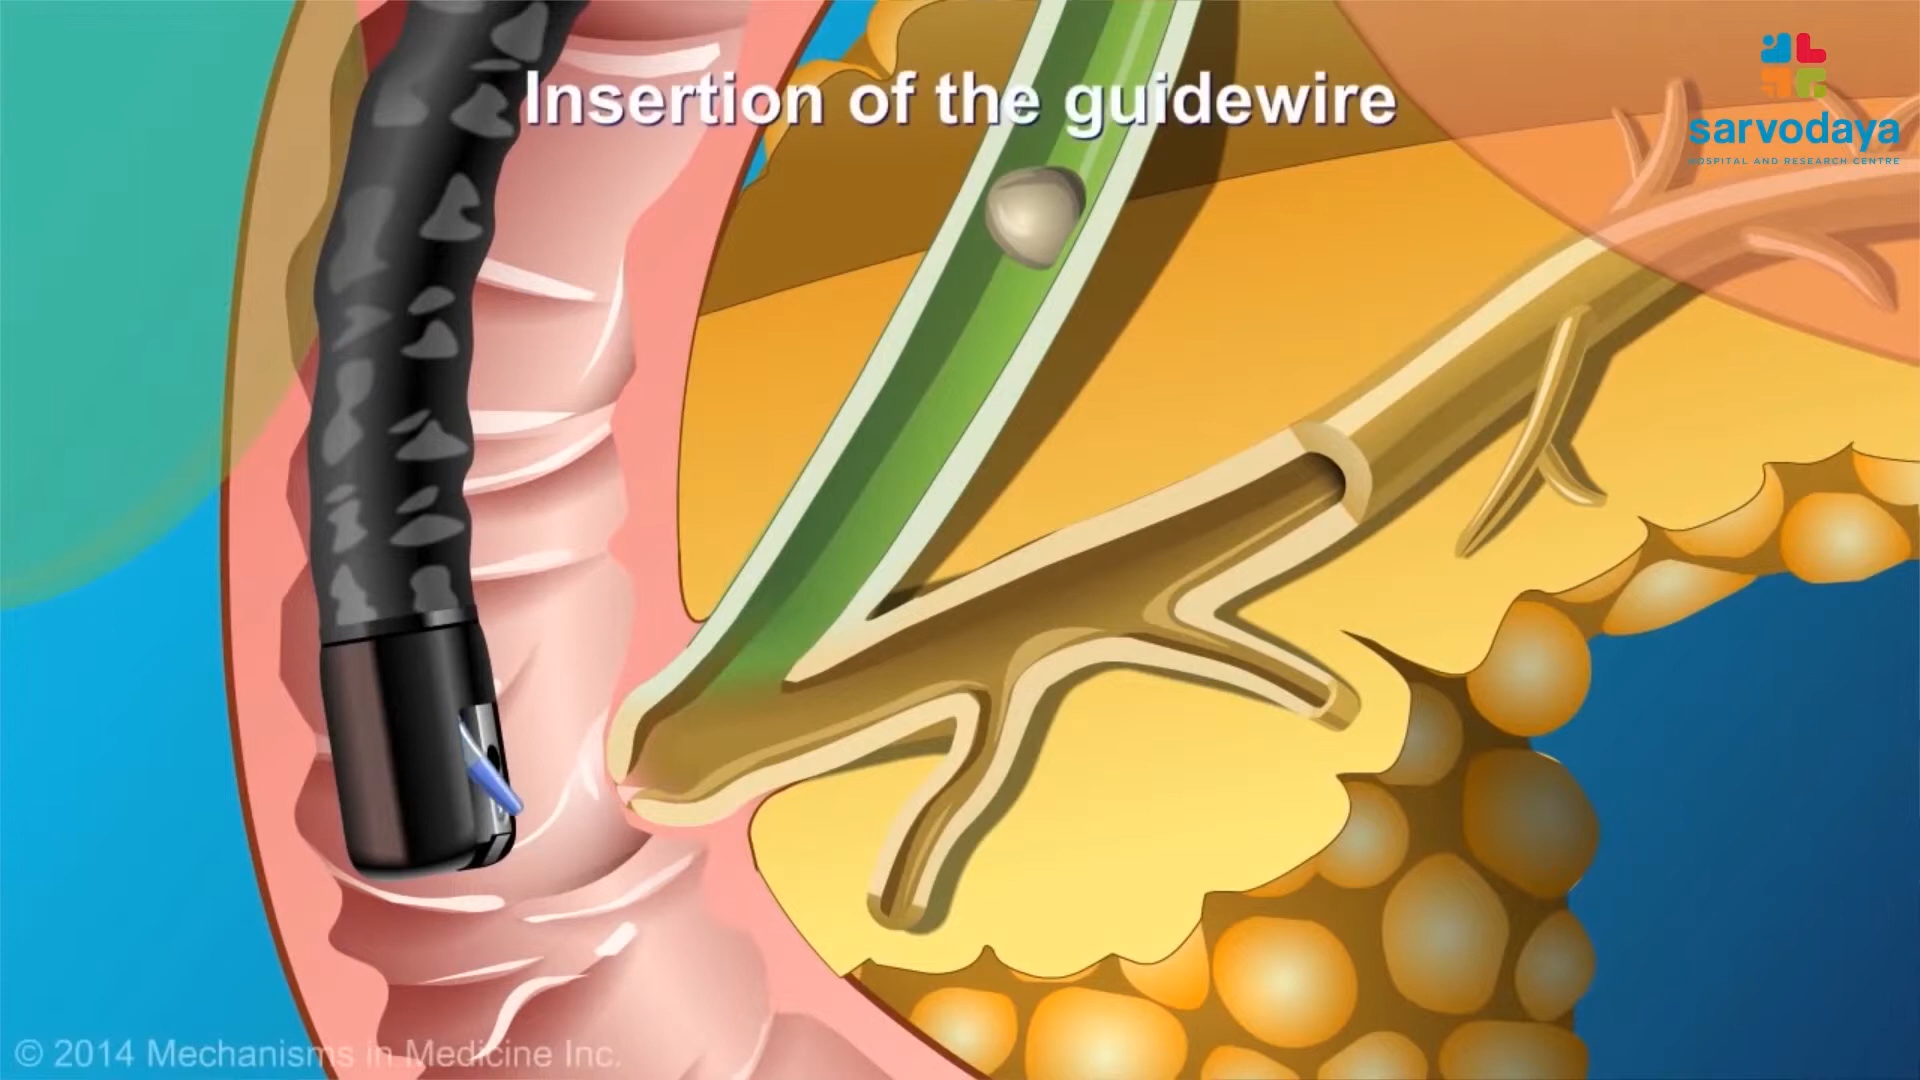 Insertion of the guidewire
sarvodaya
HOSPITAL AND RESEARCH CENTRE
© 2014 Mechanisms in Medicine Inc.